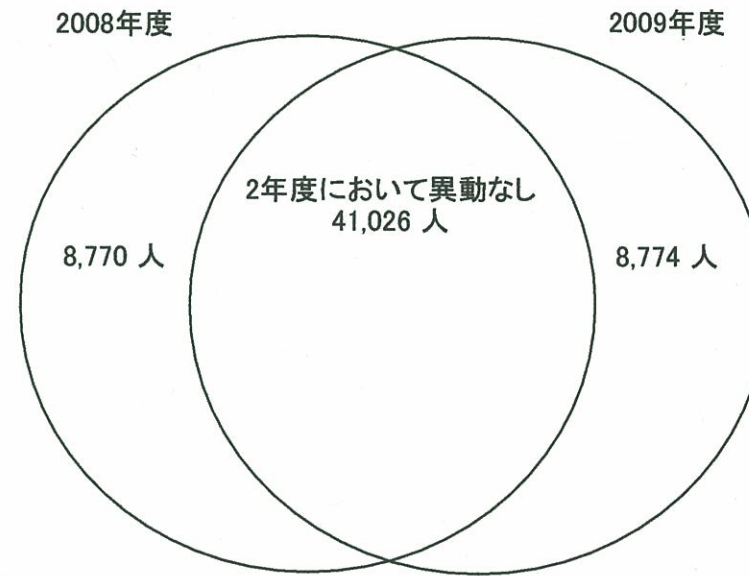 2008年度
2009年度
2年度において異動なし
41,026 人
8,770 人
8,774 人